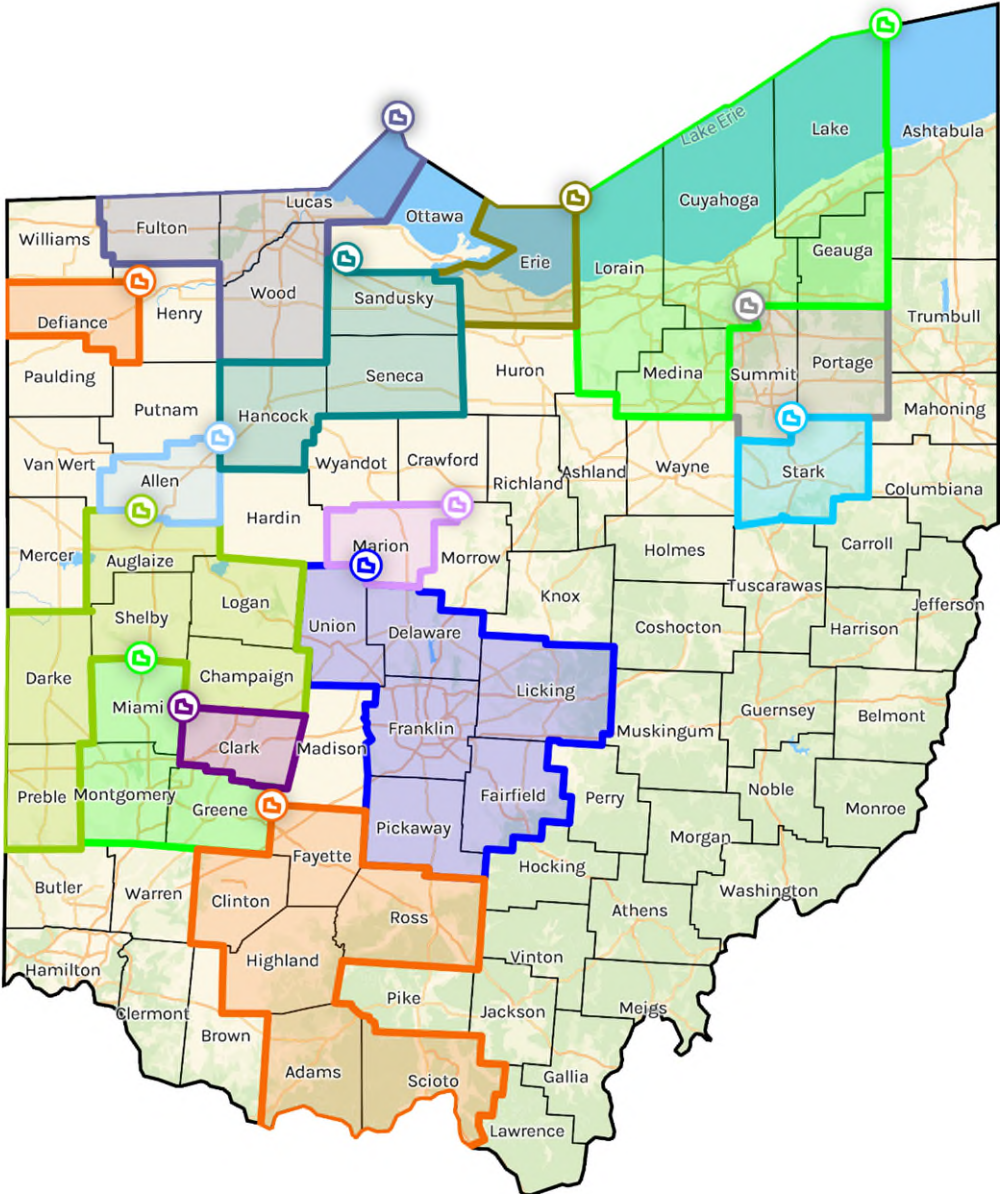 Lake Erie
Lake
Ashtabula
Cuyahoga
Lucas
Ottawa
Fulton
Williams
Geauga
Erie
Lorain
Wood
Sandusky
Henry
Trumbull
Defiance
Portage
Huron
Medina
Summit
Seneca
Paulding
Putnam
Mahoning
Hancock
Van Wert
Wyandot
Crawford
Wayne
Ashland
Stark
Allen
Richland
Columbiana
Hardin
Marion
Carroll
Holmes
Mercer
Morrow
Auglaize
Tuscarawas
Knox
Logan
Jefferson
Shelby
Union
Coshocton
Harrison
Delaware
Champaign
Darke
Licking
Miami
Guernsey
Belmont
Franklin
Muskingum
Clark
Madison
Noble
Montgomery
Preble
Fairfield
Perry
Greene
Monroe
Pickaway
Morgan
Fayette
Hocking
Butler
Washington
Warren
Clinton
Athens
Ross
Vinton
Highland
Hamilton
Pike
Meigs
Jackson
Clermont
Brown
Adams
Gallia
Scioto
Lawrence